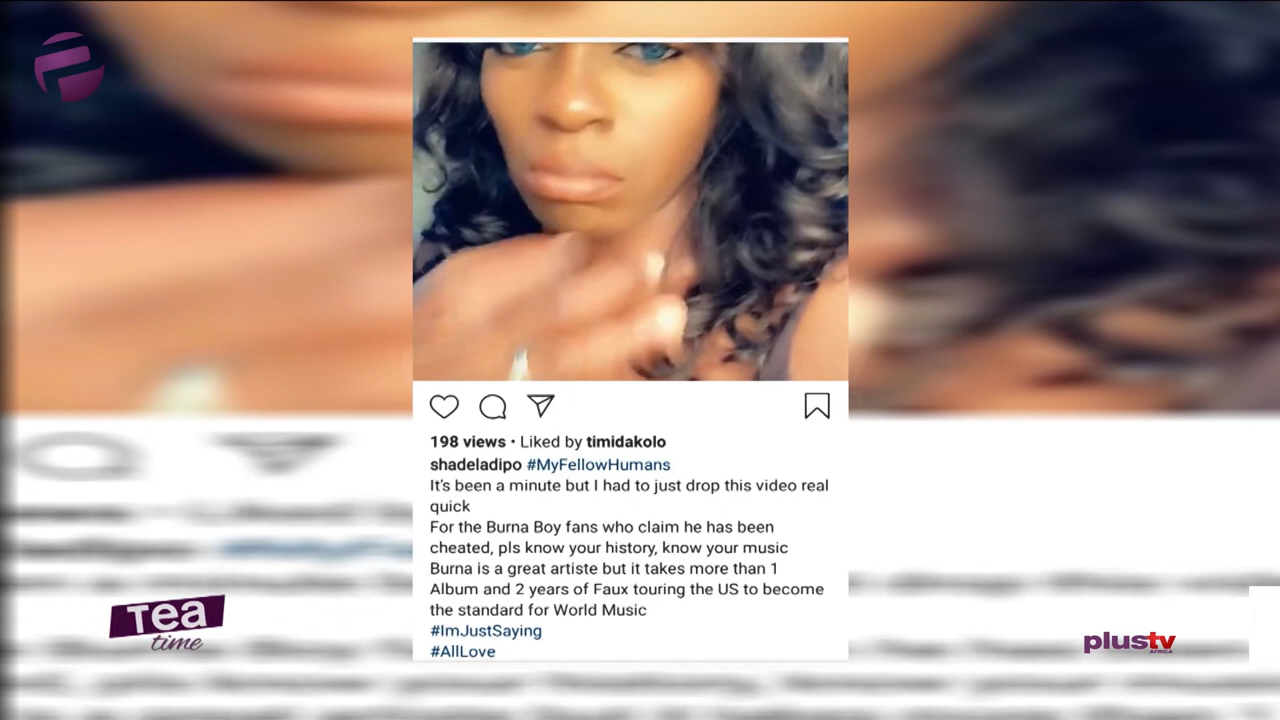 198 views • Liked by timidakolo
shadeladipo #MyFellowHumans
It's been a minute but I had to just drop this video real
quick
For the Burna Boy fans who claim he has been
cheated, pls know your history, know your music
Burna is a great artiste but it takes more than 1
Album and 2 years of Faux touring the US to become
the standard for World Music
#ImJustSaying
#AllLove
Tea
time
plustv
AFRICA